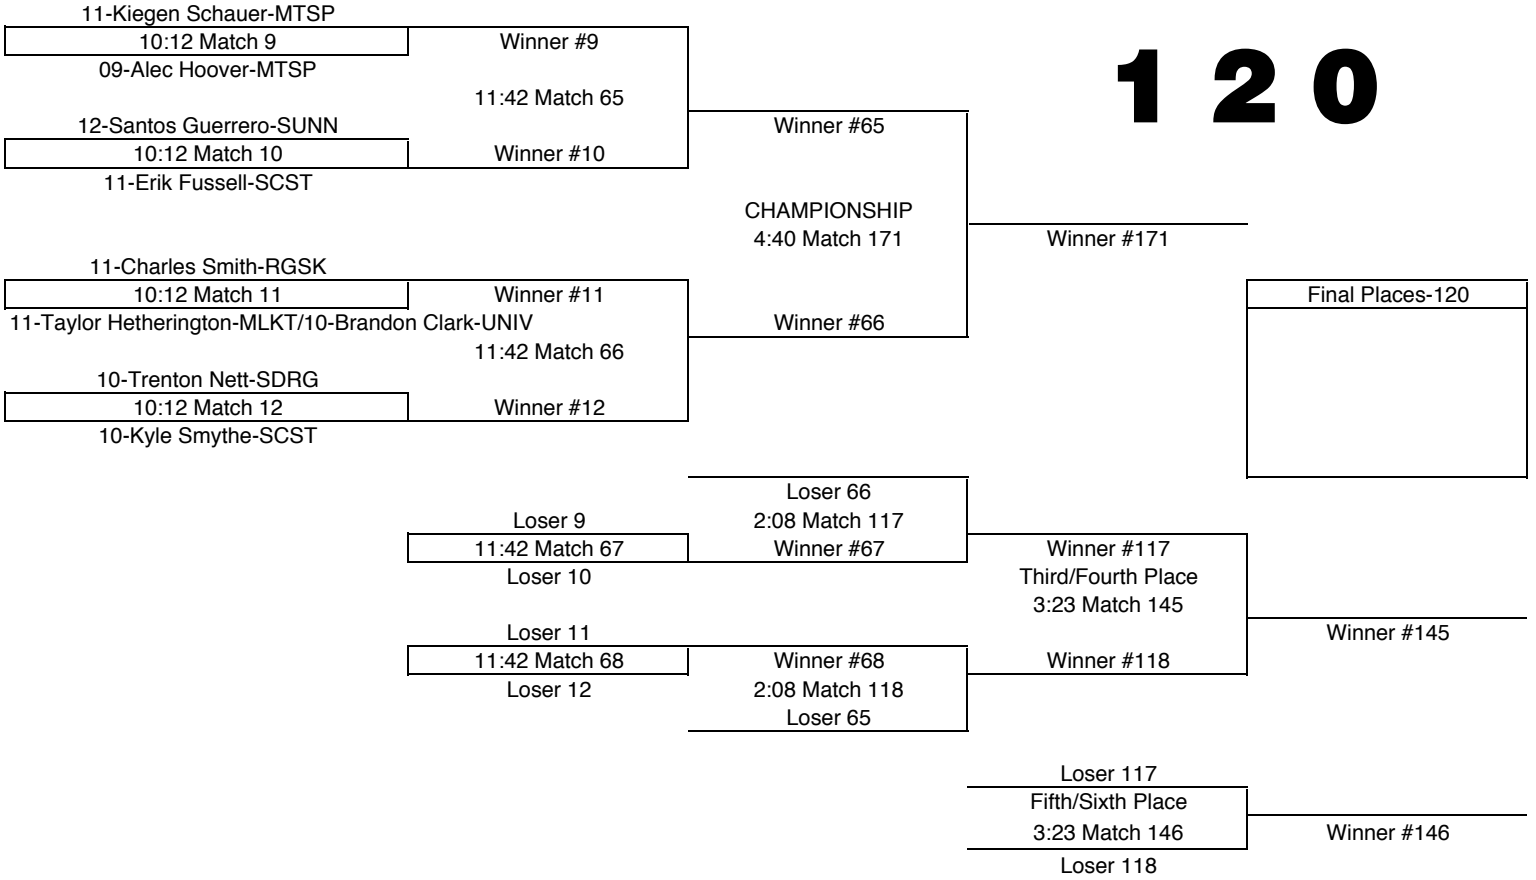 11-Kiegen Schauer-MTSP
10:12 Match 9
Winner #9
1 2 0
09-Alec Hoover-MTSP
11:42 Match 65
12-Santos Guerrero-SUNN
Winner #65
10:12 Match 10
Winner #10
11-Erik Fussell-SCST
CHAMPIONSHIP
4:40 Match 171
Winner #171
11-Charles Smith-RGSK
10:12 Match 11
Winner #11
Final Places-120
11-Taylor Hetherington-MLKT/10-Brandon Clark-UNIV
Winner #66
11:42 Match 66
10-Trenton Nett-SDRG
10:12 Match 12
Winner #12
10-Kyle Smythe-SCST
Loser 66
Loser 9
2:08 Match 117
11:42 Match 67
Winner #67
Winner #117
Loser 10
Third/Fourth Place
3:23 Match 145
Loser 11
Winner #145
11:42 Match 68
Winner #68
Winner #118
Loser 12
2:08 Match 118
Loser 65
Loser 117
Fifth/Sixth Place
3:23 Match 146
Winner #146
Loser 118